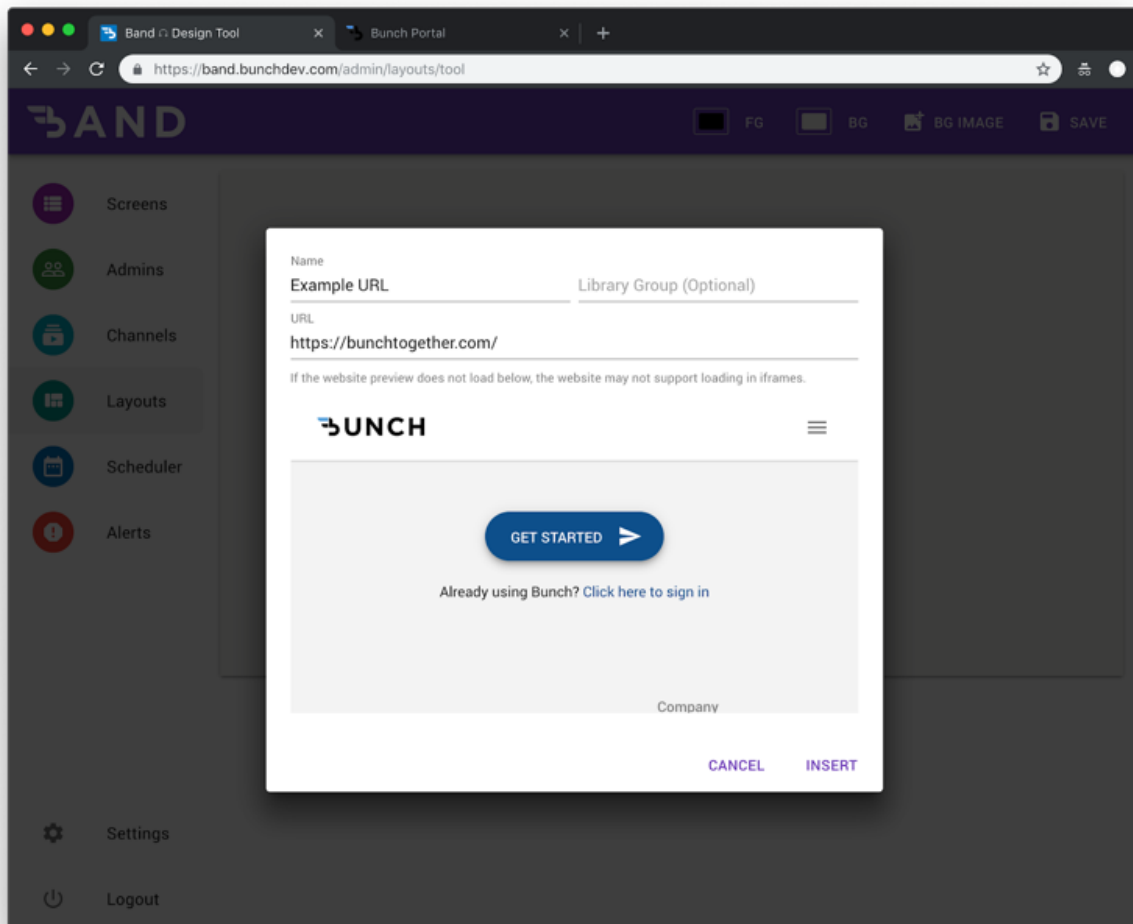 Band ∩ Design Tool
Bunch Portal
https://band.bunchdev.com/admin/layouts/tool
BAND
FG
BG
BG IMAGE
SAVE
Screens
Admins
Channels
Layouts
Scheduler
Alerts
Settings
Logout
Name
Example URL
Library Group (Optional)
URL
https://bunchtogether.com/
If the website preview does not load below, the website may not support loading in iframes.
BUNCH
GET STARTED
Already using Bunch? Click here to sign in
Company
CANCEL
INSERT